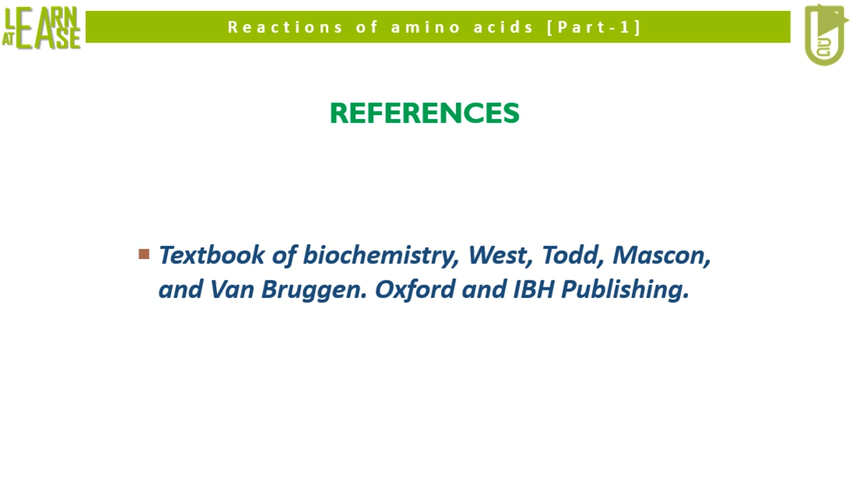 LEARN
AT EASE
Reactions of amino acids [Part-1]
REFERENCES
Textbook of biochemistry, West, Todd, Mascon,
and Van Bruggen. Oxford and IBH Publishing.